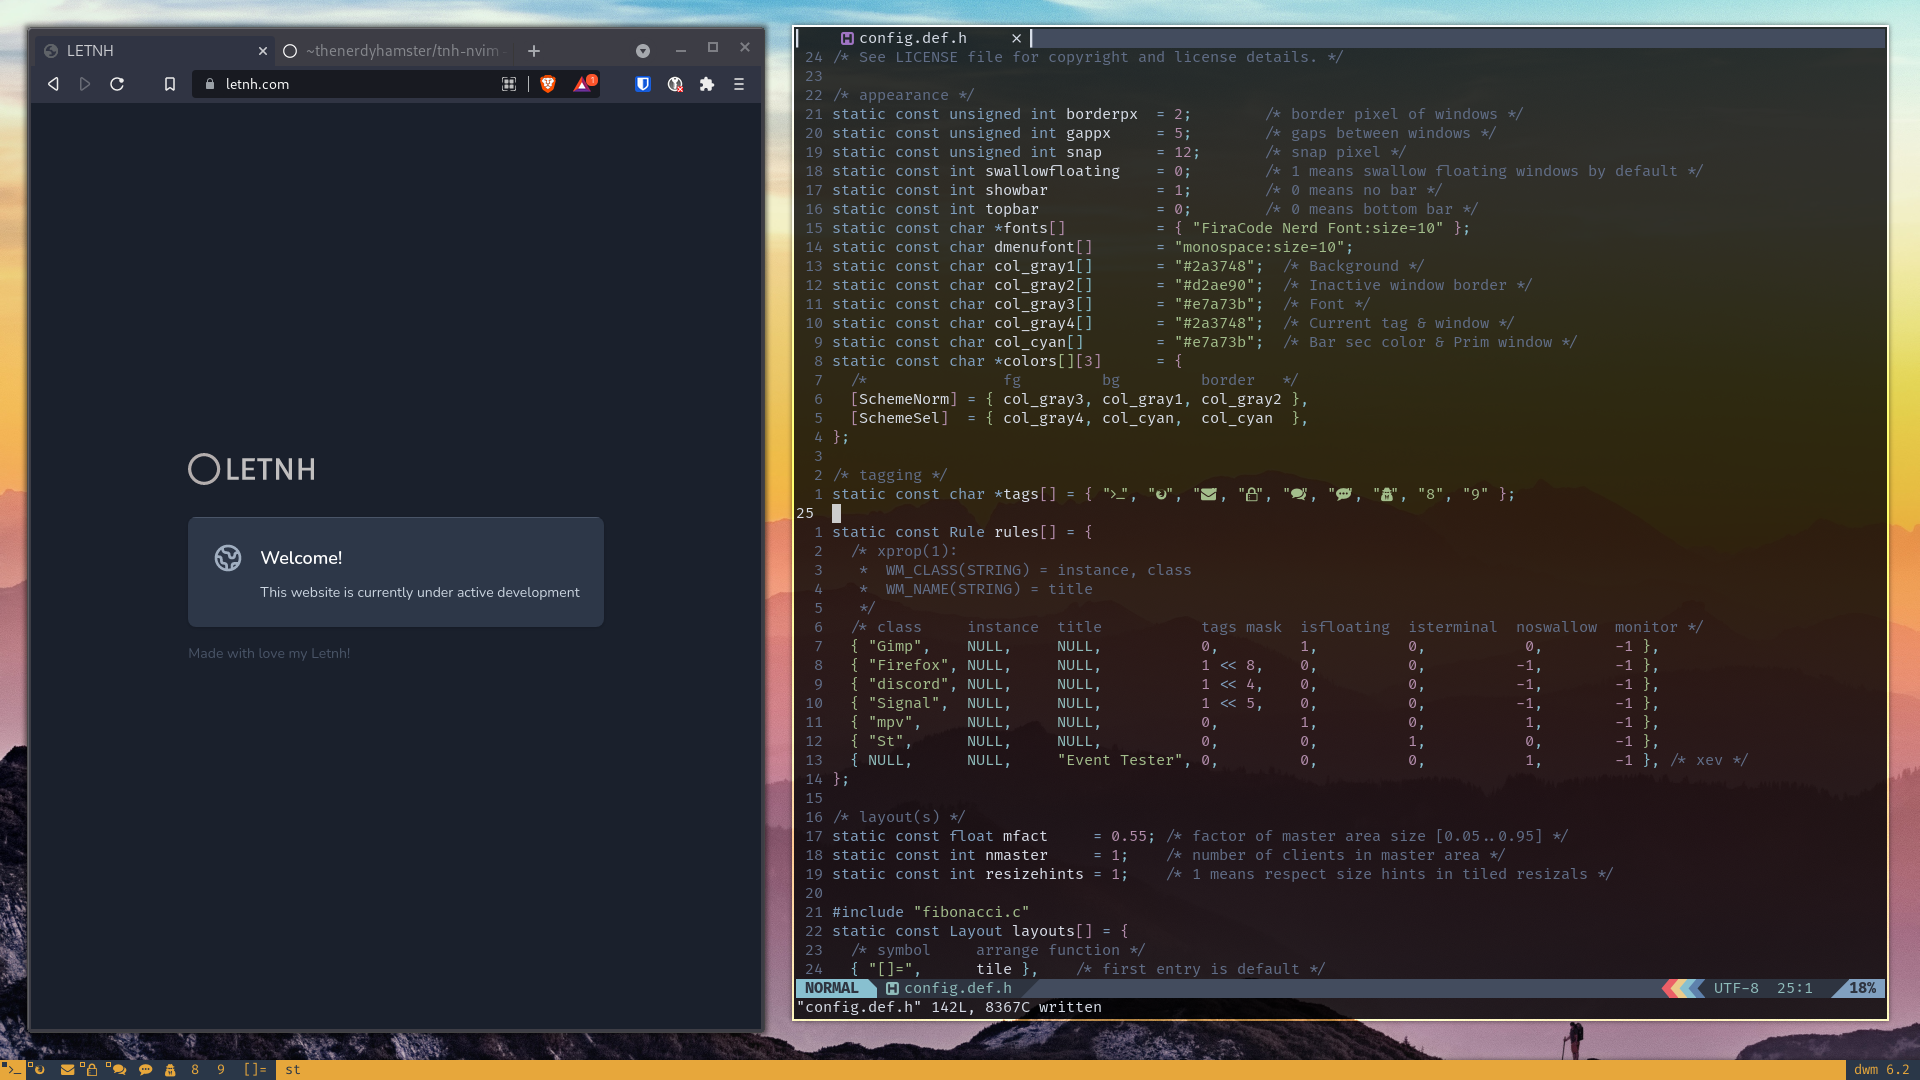 LETNH
~thenerdyhamster/tnh-nvim
letnh.com
1
LETNH
Welcome!
This website is currently under active development
Made with love my Letnh!
config.def.h
24 /* See LICENSE file for copyright and license details. */
23
22 /* appearance */
21 static const unsigned int borderpx  = 2;        /* border pixel of windows */
20 static const unsigned int gappx     = 5;        /* gaps between windows */
19 static const unsigned int snap      = 12;       /* snap pixel */
18 static const int swallowfloating    = 0;        /* 1 means swallow floating windows by default */
17 static const int showbar            = 1;        /* 0 means no bar */
16 static const int topbar             = 0;        /* 0 means bottom bar */
15 static const char *fonts[]          = { "FiraCode Nerd Font:size=10" };
14 static const char dmenufont[]       = "monospace:size=10";
13 static const char col_gray1[]       = "#2a3748";  /* Background */
12 static const char col_gray2[]       = "#d2ae90";  /* Inactive window border */
11 static const char col_gray3[]       = "#e7a73b";  /* Font */
10 static const char col_gray4[]       = "#2a3748";  /* Current tag & window */
9 static const char col_cyan[]        = "#e7a73b";  /* Bar sec color & Prim window */
8 static const char *colors[][3]      = {
7   /*               fg         bg         border   */
6   [SchemeNorm] = { col_gray3, col_gray1, col_gray2 },
5   [SchemeSel]  = { col_gray4, col_cyan,  col_cyan  },
4 };
3
2 /* tagging */
1 static const char *tags[] = { "", "", "", "", "", "", "", "8", "9" };
25
1 static const Rule rules[] = {
2   /* xprop(1):
3    *  WM_CLASS(STRING) = instance, class
4    *  WM_NAME(STRING) = title
5    */
6   /* class     instance  title           tags mask  isfloating  isterminal  noswallow  monitor */
7   { "Gimp",    NULL,     NULL,           0,         1,          0,           0,        -1 },
8   { "Firefox", NULL,     NULL,           1 << 8,    0,          0,          -1,        -1 },
9   { "discord", NULL,     NULL,           1 << 4,    0,          0,          -1,        -1 },
10   { "Signal",  NULL,     NULL,           1 << 5,    0,          0,          -1,        -1 },
11   { "mpv",     NULL,     NULL,           0,         1,          0,           1,        -1 },
12   { "St",      NULL,     NULL,           0,         0,          1,           0,        -1 },
13   { NULL,      NULL,     "Event Tester", 0,         0,          0,           1,        -1 }, /* xev */
14 };
15
16 /* layout(s) */
17 static const float mfact     = 0.55; /* factor of master area size [0.05..0.95] */
18 static const int nmaster     = 1;    /* number of clients in master area */
19 static const int resizehints = 1;    /* 1 means respect size hints in tiled resizals */
20
21 #include "fibonacci.c"
22 static const Layout layouts[] = {
23   /* symbol     arrange function */
24   { "[]=",      tile },    /* first entry is default */
NORMAL config.def.h UTF-8 25:1 18%
"config.def.h" 142L, 8367C written
8 9 []= st dwm 6.2